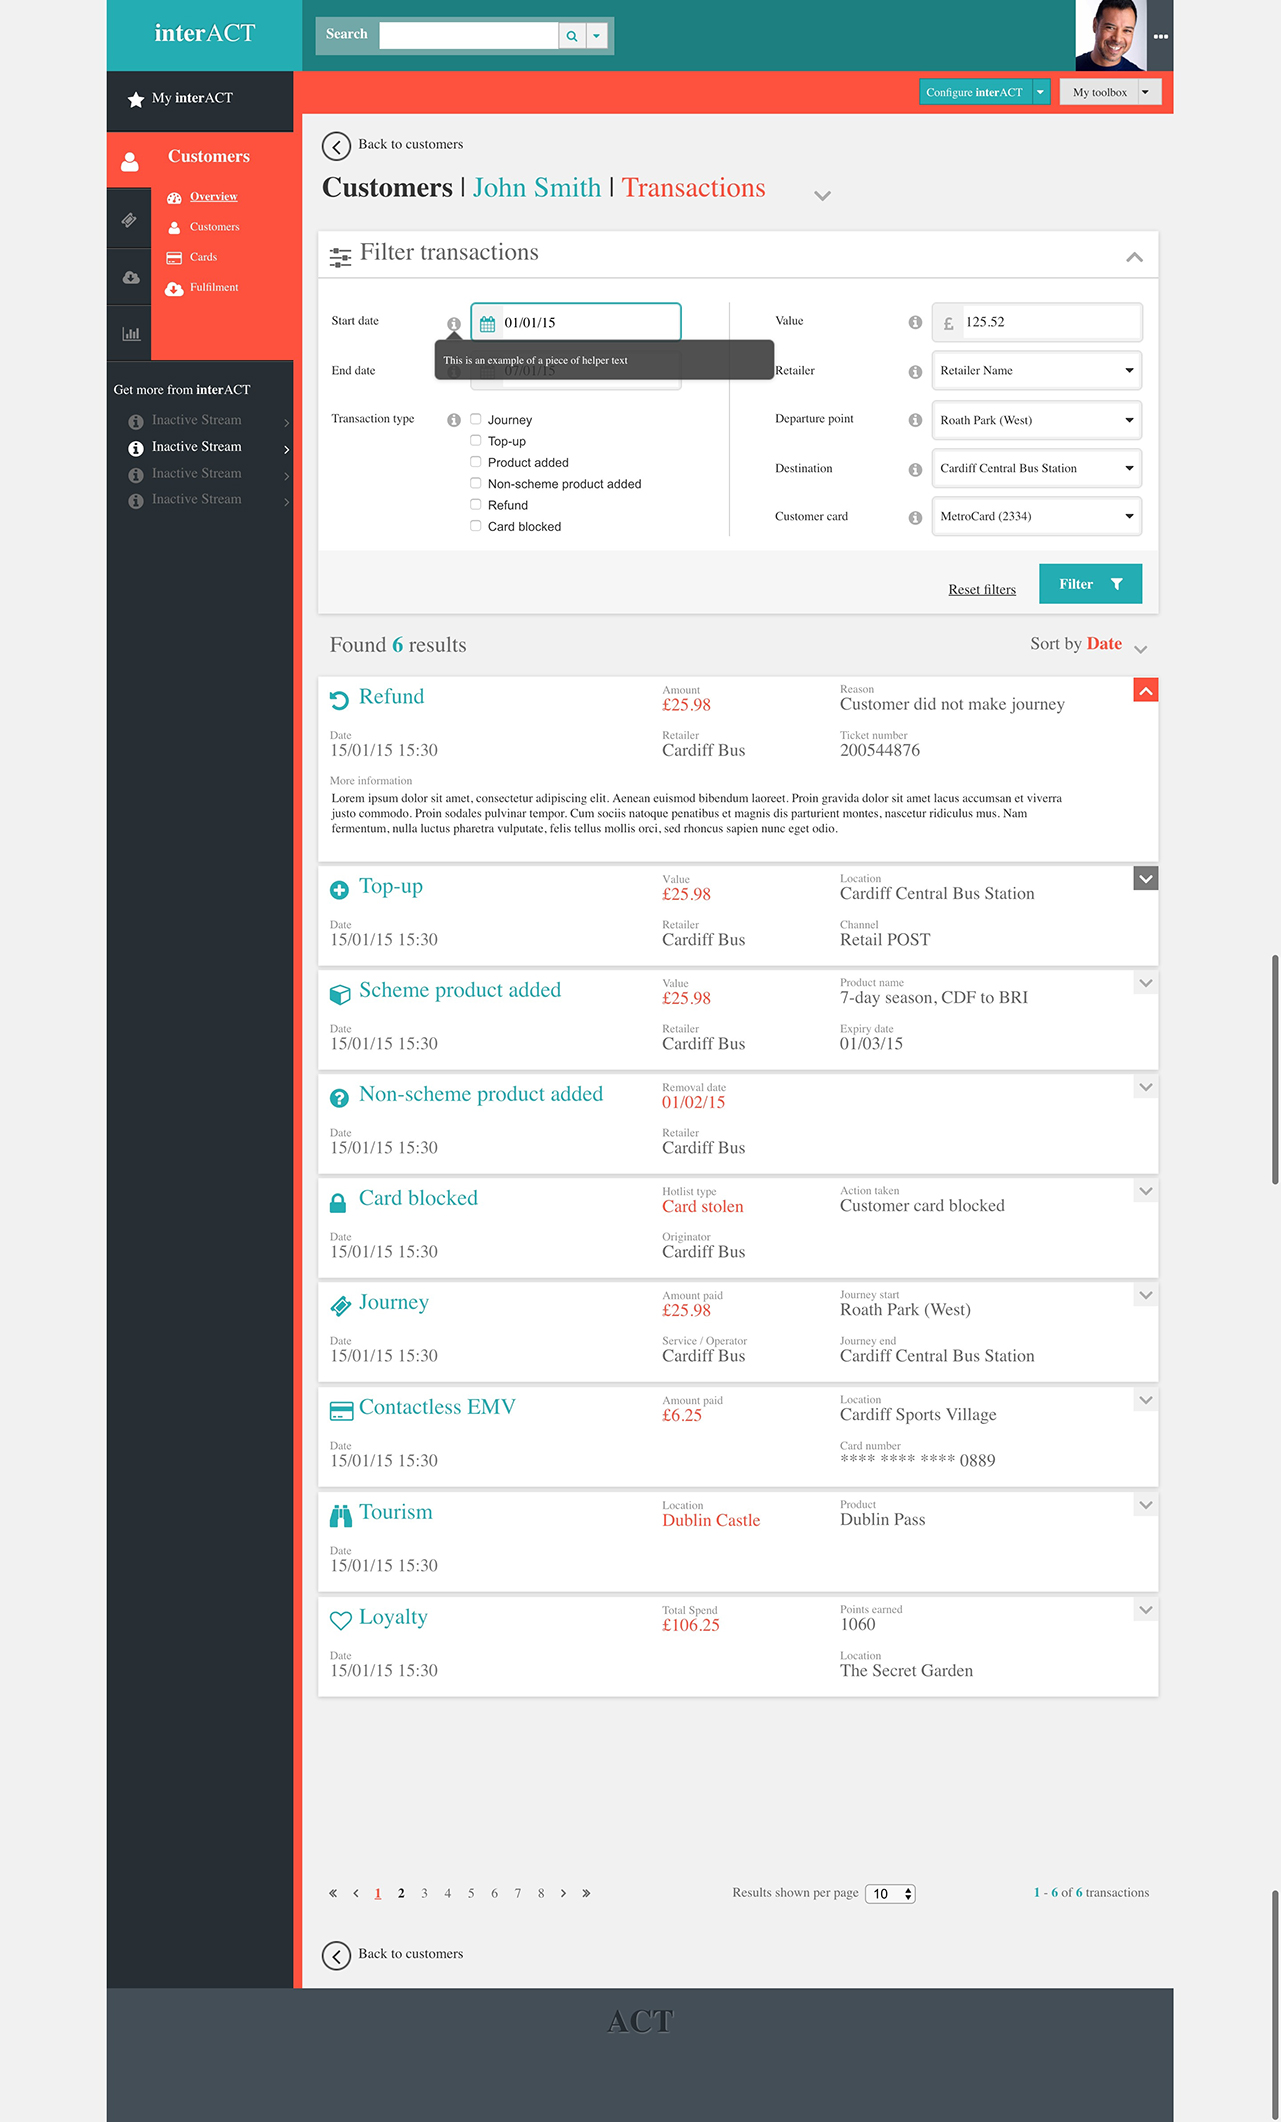 interACT
Search
Configure interACT
My toolbox
My interACT
Customers
Overview
Customers
Cards
Fulfilment
Get more from interACT
Inactive Stream
Inactive Stream
Inactive Stream
Inactive Stream
Back to customers
Customers | John Smith | Transactions
Filter transactions
Start date
01/01/15
This is an example of a piece of helper text
End date
07/01/15
Transaction type
Journey
Top-up
Product added
Non-scheme product added
Refund
Card blocked
Value
£ 125.52
Retailer
Retailer Name
Departure point
Roath Park (West)
Destination
Cardiff Central Bus Station
Customer card
MetroCard (2334)
Reset filters
Filter
Found 6 results
Sort by Date
Refund
Amount
£25.98
Reason
Customer did not make journey
Date
15/01/15 15:30
Retailer
Cardiff Bus
Ticket number
200544876
More information
Lorem ipsum dolor sit amet, consectetur adipiscing elit. Aenean euismod bibendum laoreet. Proin gravida dolor sit amet lacus accumsan et viverra
justo commodo. Proin sodales pulvinar tempor. Cum sociis natoque penatibus et magnis dis parturient montes, nascetur ridiculus mus. Nam
fermentum, nulla luctus pharetra vulputate, felis tellus mollis orci, sed rhoncus sapien nunc eget odio.
Top-up
Value
£25.98
Location
Cardiff Central Bus Station
Date
15/01/15 15:30
Retailer
Cardiff Bus
Channel
Retail POST
Scheme product added
Value
£25.98
Product name
7-day season, CDF to BRI
Date
15/01/15 15:30
Retailer
Cardiff Bus
Expiry date
01/03/15
Non-scheme product added
Removal date
01/02/15
Date
15/01/15 15:30
Retailer
Cardiff Bus
Card blocked
Hotlist type
Card stolen
Action taken
Customer card blocked
Date
15/01/15 15:30
Originator
Cardiff Bus
Journey
Amount paid
£25.98
Journey start
Roath Park (West)
Date
15/01/15 15:30
Service / Operator
Cardiff Bus
Journey end
Cardiff Central Bus Station
Contactless EMV
Amount paid
£6.25
Location
Cardiff Sports Village
Date
15/01/15 15:30
Card number
**** **** **** 0889
Tourism
Location
Dublin Castle
Product
Dublin Pass
Date
15/01/15 15:30
Loyalty
Total Spend
£106.25
Points earned
1060
Date
15/01/15 15:30
Location
The Secret Garden
« ‹ 1 2 3 4 5 6 7 8 › »
Results shown per page 10
1 - 6 of 6 transactions
Back to customers
ACT